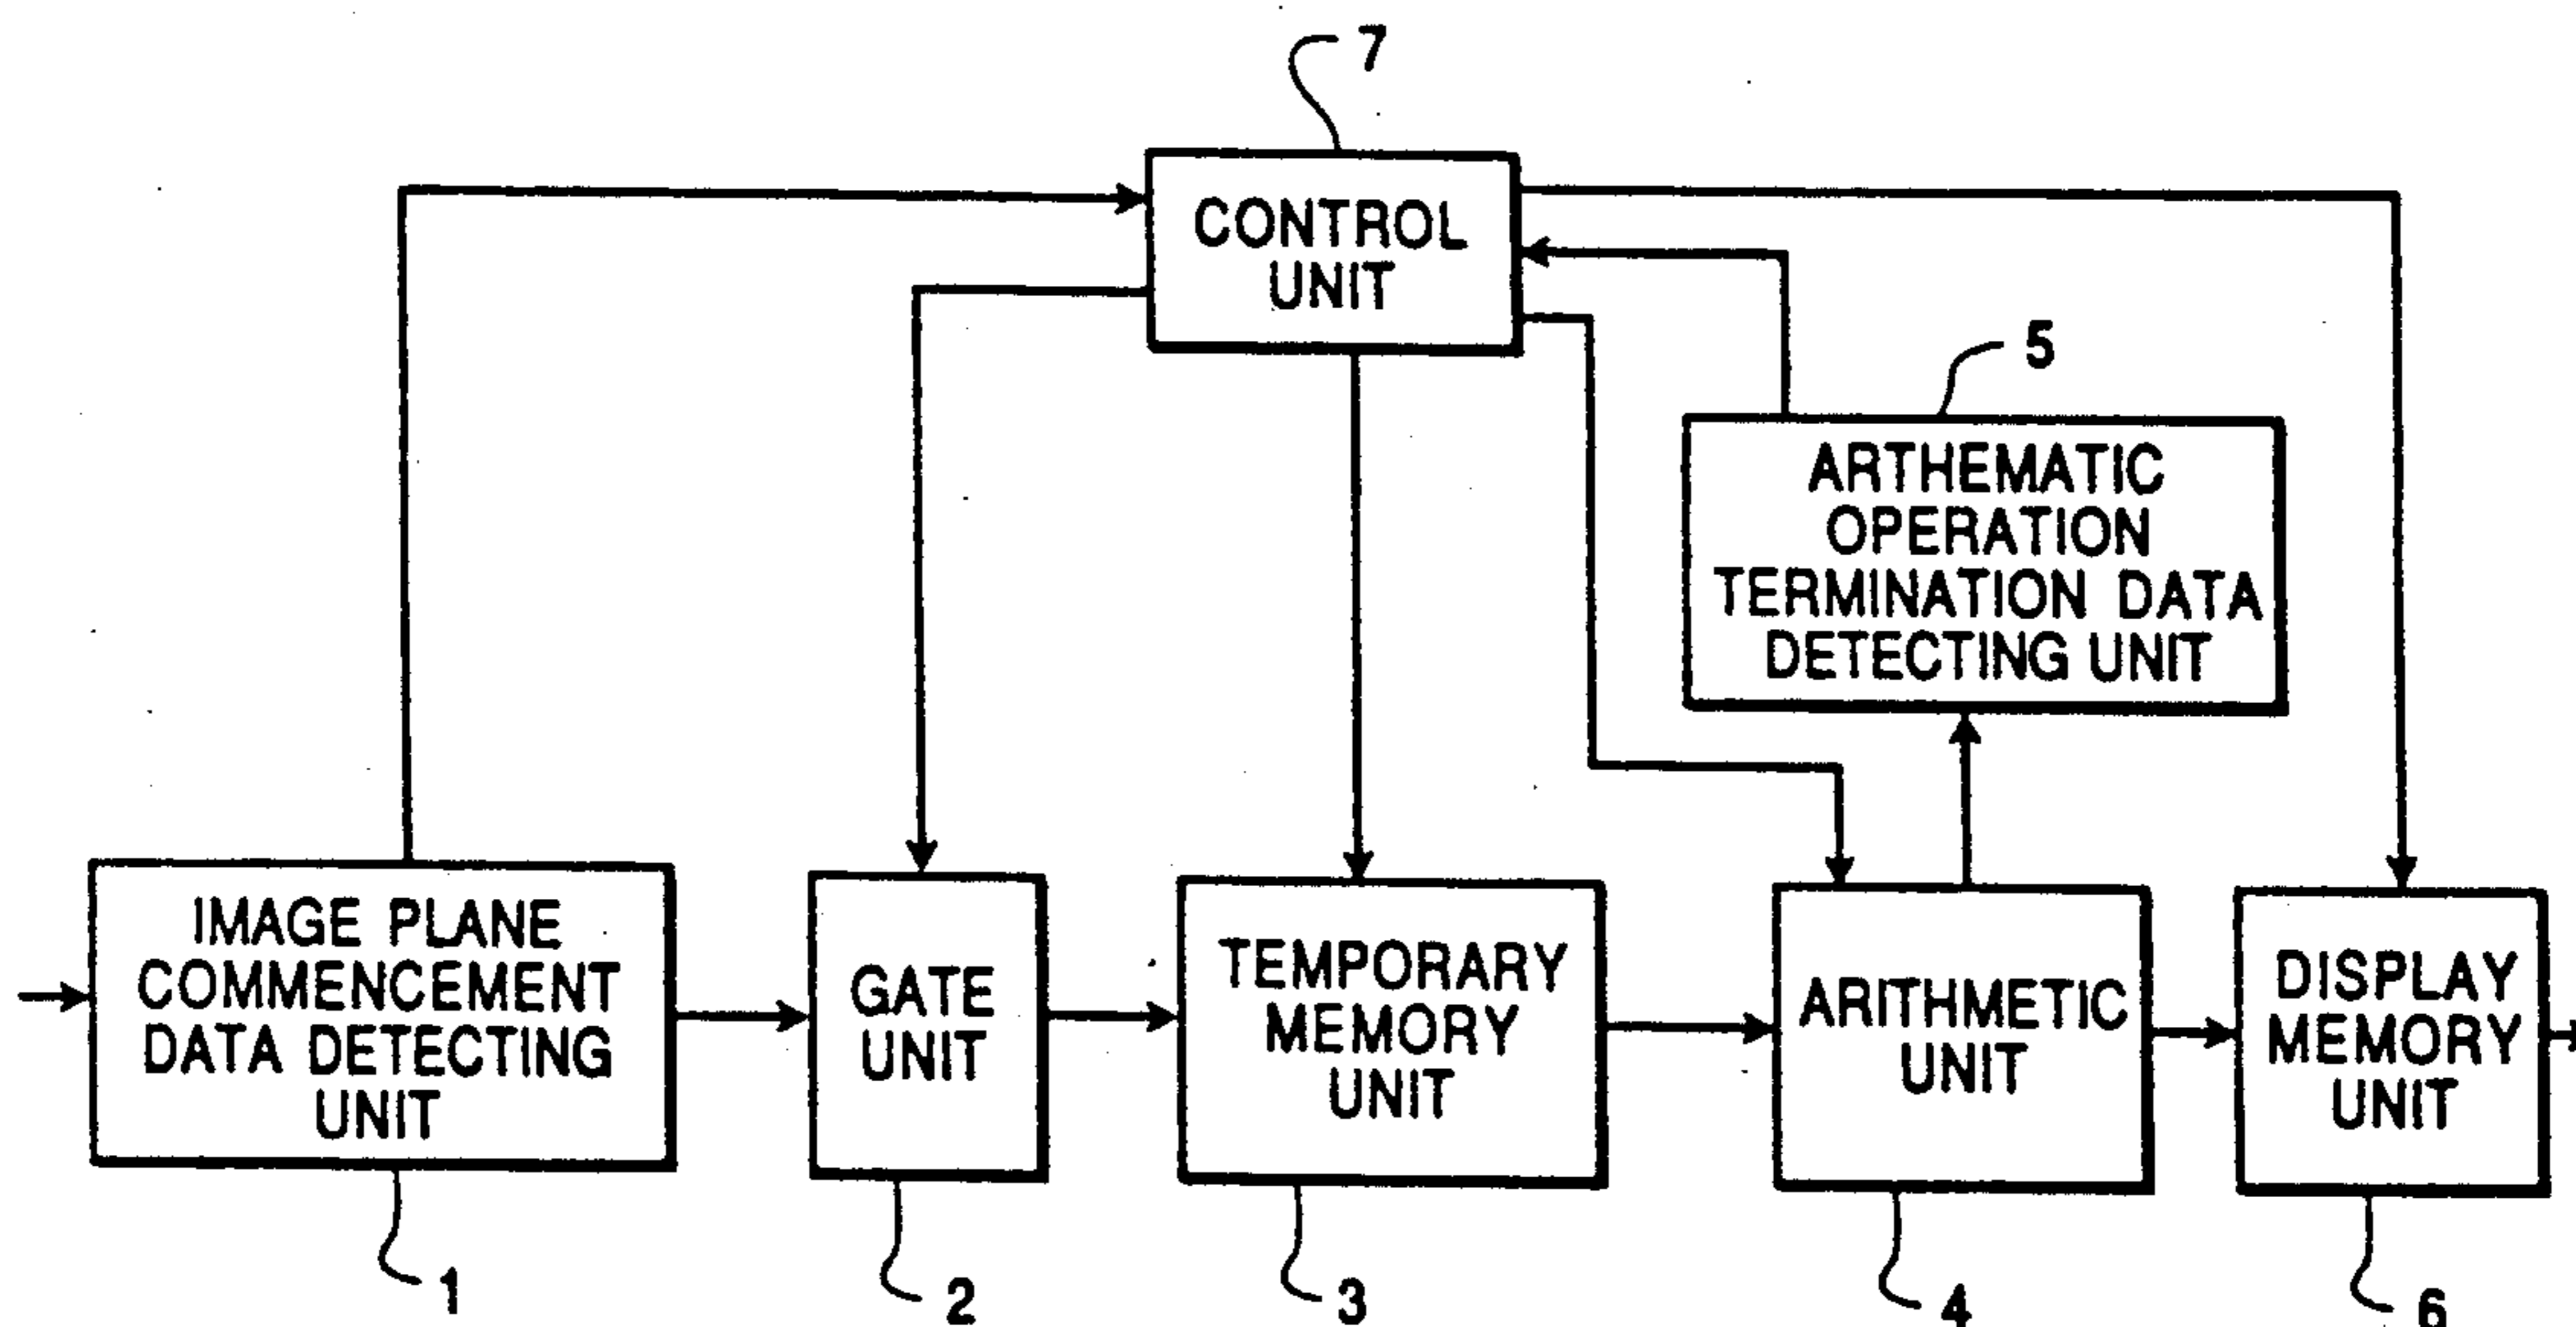 7
CONTROL
UNIT
5
ARTHEMATIC
OPERATION
TERMINATION DATA
DETECTING UNIT
IMAGE PLANE
COMMENCEMENT
DATA DETECTING
UNIT
GATE
UNIT
TEMPORARY
MEMORY
UNIT
ARITHMETIC
UNIT
DISPLAY
MEMORY
UNIT
1
2
3
4
6